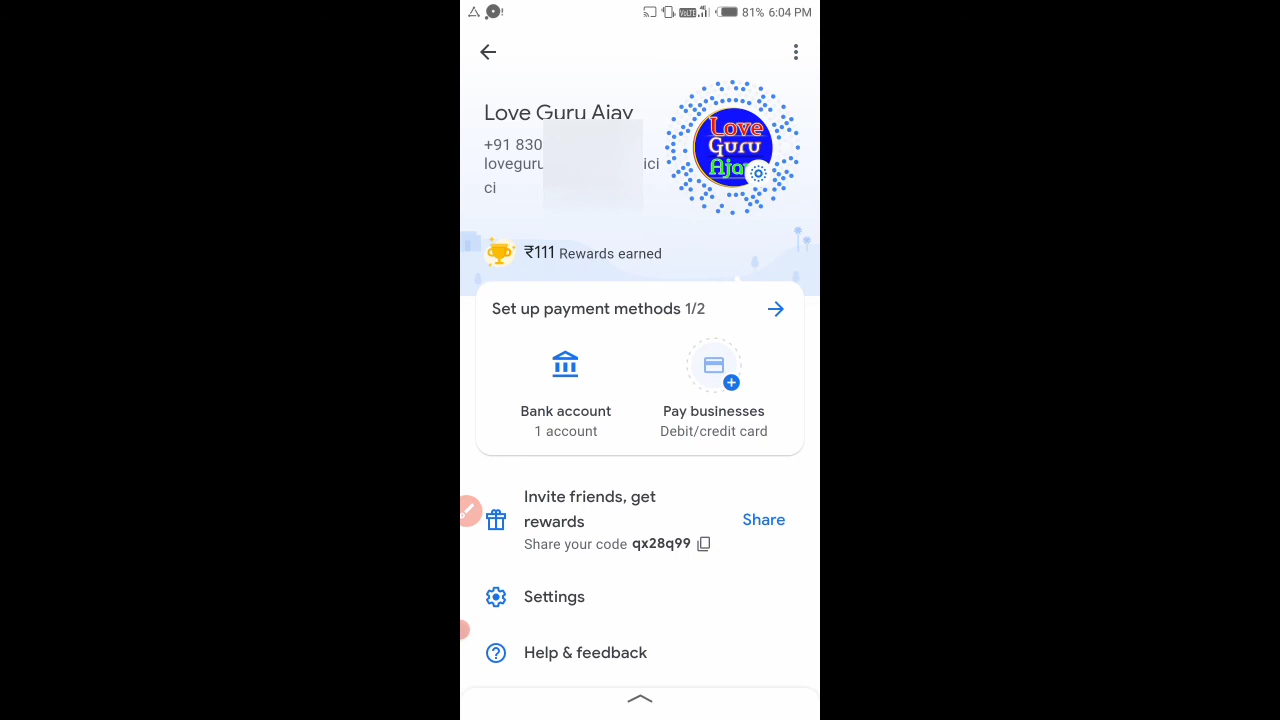 81% 6:04 PM
Love Guru Ajay
+91 830
loveguru ici
ci
Love
Guru
₹111 Rewards earned
Set up payment methods 1/2
Bank account
1 account
Pay businesses
Debit/credit card
Invite friends, get
rewards
Share
Share your code qx28q99
Settings
Help & feedback